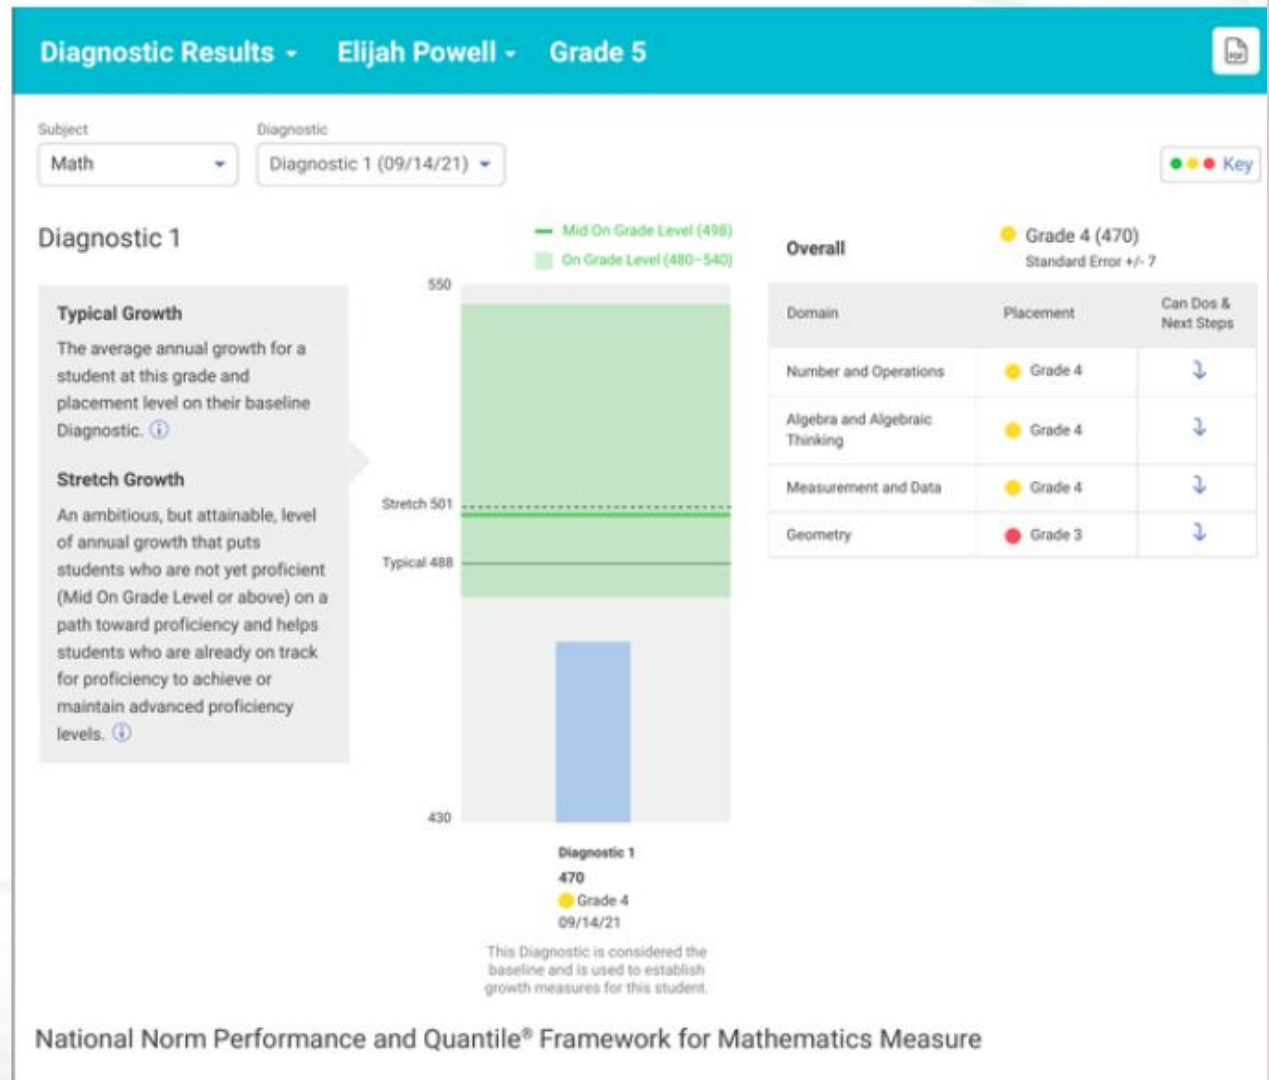 Diagnostic Results
Elijah Powell
Grade 5
PDF
Subject
Diagnostic
Math
Diagnostic 1 (09/14/21)
Key
Diagnostic 1
Typical Growth
The average annual growth for a
student at this grade and
placement level on their baseline
Diagnostic.
Stretch Growth
An ambitious, but attainable, level
of annual growth that puts
students who are not yet proficient
(Mid On Grade Level or above) on a
path toward proficiency and helps
students who are already on track
for proficiency to achieve or
maintain advanced proficiency
levels.
Mid On Grade Level (498)
On Grade Level (480–540)
550
Stretch 501
Typical 488
430
Diagnostic 1
470
Grade 4
09/14/21
This Diagnostic is considered the
baseline and is used to establish
growth measures for this student.
Overall
Grade 4 (470)
Standard Error +/- 7
Domain
Placement
Can Dos &
Next Steps
Number and Operations
Grade 4
Algebra and Algebraic
Thinking
Grade 4
Measurement and Data
Grade 4
Geometry
Grade 3
National Norm Performance and Quantile® Framework for Mathematics Measure